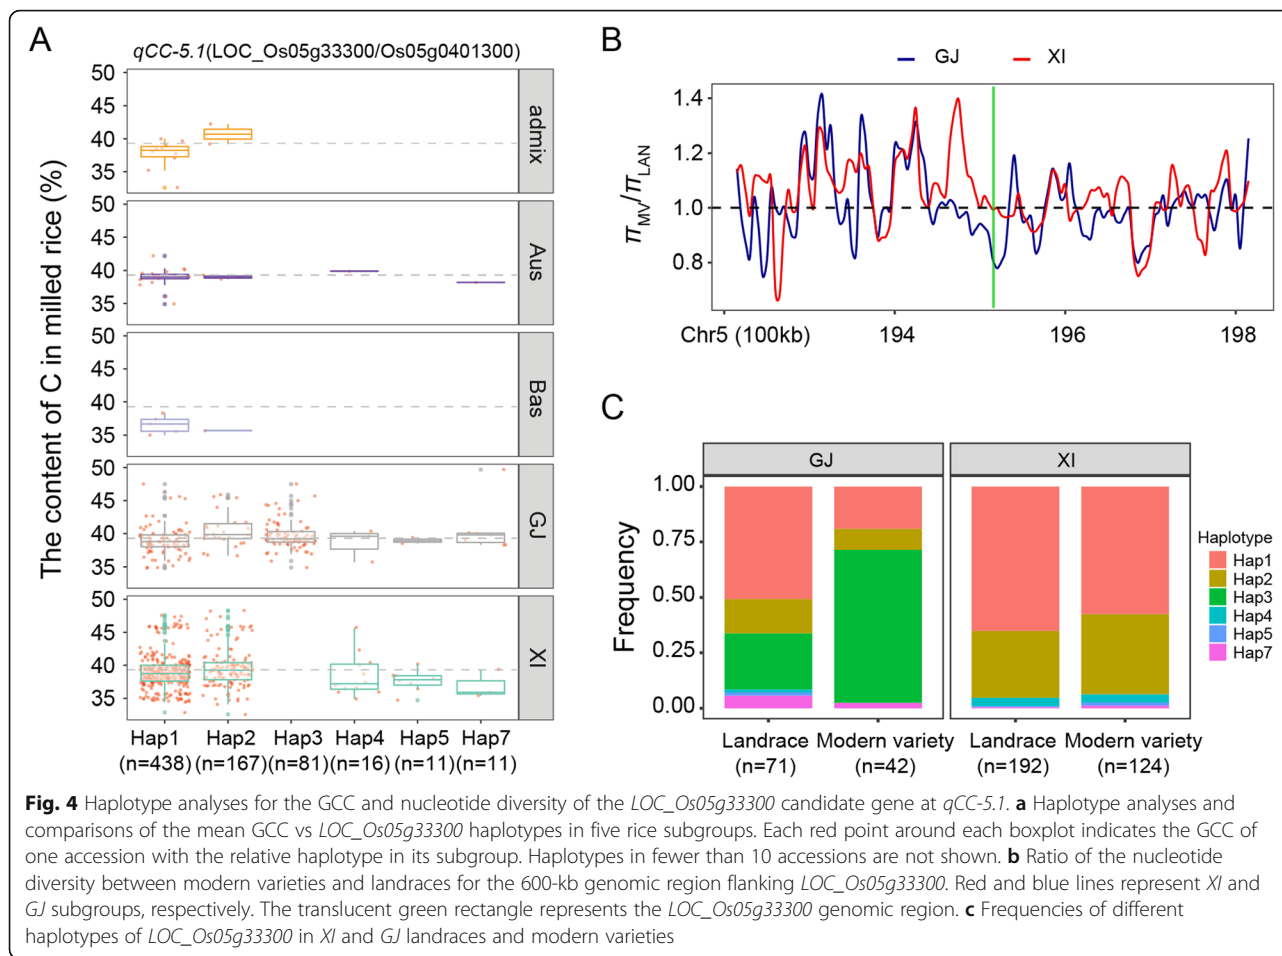 A
qCC-5.1(LOC_Os05g33300/Os05g0401300)
The content of C in milled rice (%)
50
45
40
35
admix
50
45
40
35
Aus
50
45
40
35
Bas
50
45
40
35
GJ
50
45
40
35
XI
Hap1 Hap2 Hap3 Hap4 Hap5 Hap7
(n=438) (n=167) (n=81) (n=16) (n=11) (n=11)
B
GJ XI
πMV/πLAN
1.4
1.2
1.0
0.8
Chr5 (100kb) 194 196 198
C
GJ XI
Frequency
1.00
0.75
0.50
0.25
0.00
Landrace Modern variety Landrace Modern variety
(n=71) (n=42) (n=192) (n=124)
Haplotype
Hap1
Hap2
Hap3
Hap4
Hap5
Hap7
Fig. 4 Haplotype analyses for the GCC and nucleotide diversity of the LOC_Os05g33300 candidate gene at qCC-5.1. a Haplotype analyses and
comparisons of the mean GCC vs LOC_Os05g33300 haplotypes in five rice subgroups. Each red point around each boxplot indicates the GCC of
one accession with the relative haplotype in its subgroup. Haplotypes in fewer than 10 accessions are not shown. b Ratio of the nucleotide
diversity between modern varieties and landraces for the 600-kb genomic region flanking LOC_Os05g33300. Red and blue lines represent XI and
GJ subgroups, respectively. The translucent green rectangle represents the LOC_Os05g33300 genomic region. c Frequencies of different
haplotypes of LOC_Os05g33300 in XI and GJ landraces and modern varieties